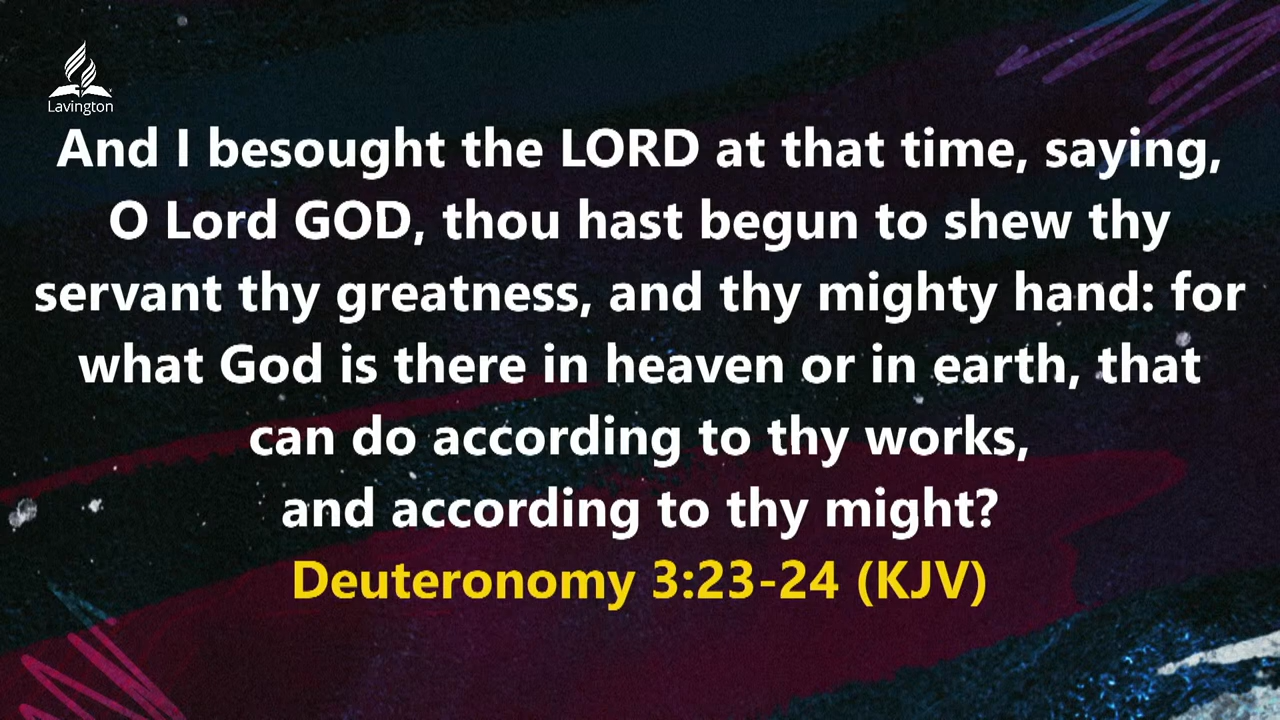 Lavington
And I besought the LORD at that time, saying,
O Lord GOD, thou hast begun to shew thy
servant thy greatness, and thy mighty hand: for
what God is there in heaven or in earth, that
can do according to thy works,
and according to thy might?
Deuteronomy 3:23-24 (KJV)